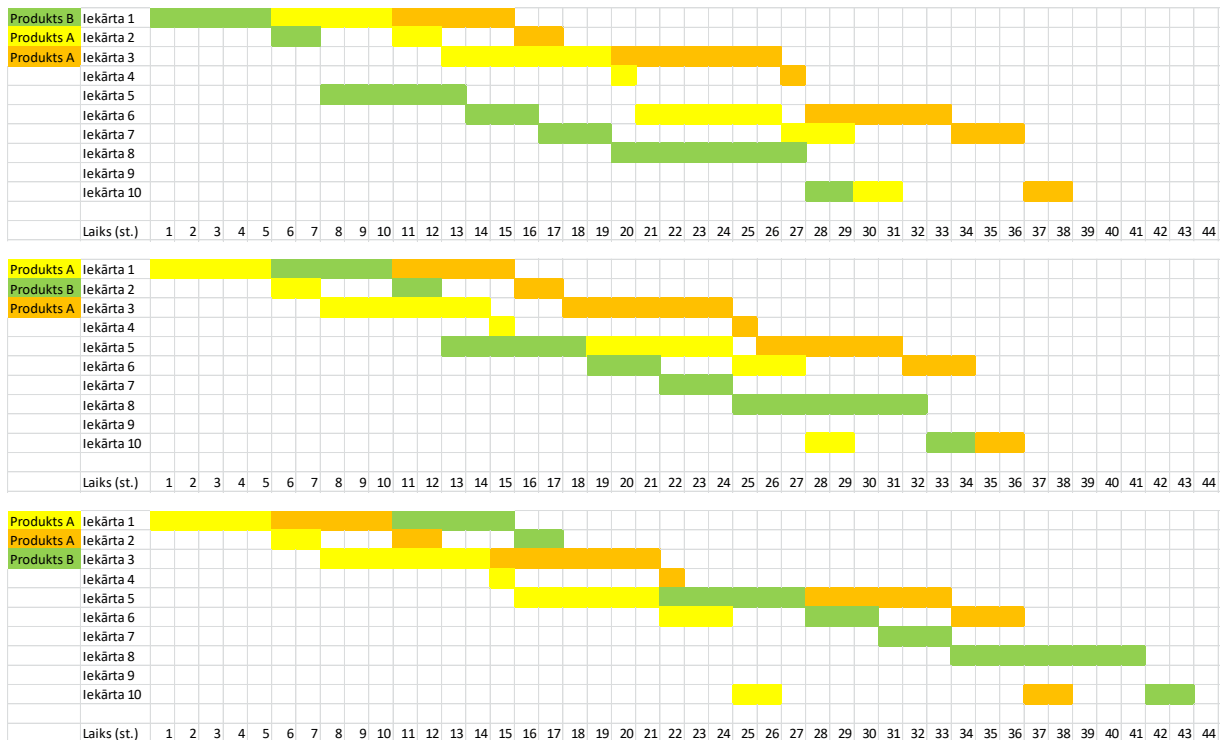 Produkts B Iekārta 1
Produkts A Iekārta 2
Produkts A Iekārta 3
Iekārta 4
Iekārta 5
Iekārta 6
Iekārta 7
Iekārta 8
Iekārta 9
Iekārta 10
Laiks (st.) 1 2 3 4 5 6 7 8 9 10 11 12 13 14 15 16 17 18 19 20 21 22 23 24 25 26 27 28 29 30 31 32 33 34 35 36 37 38 39 40 41 42 43 44
Produkts A Iekārta 1
Produkts B Iekārta 2
Produkts A Iekārta 3
Iekārta 4
Iekārta 5
Iekārta 6
Iekārta 7
Iekārta 8
Iekārta 9
Iekārta 10
Laiks (st.) 1 2 3 4 5 6 7 8 9 10 11 12 13 14 15 16 17 18 19 20 21 22 23 24 25 26 27 28 29 30 31 32 33 34 35 36 37 38 39 40 41 42 43 44
Produkts A Iekārta 1
Produkts A Iekārta 2
Produkts B Iekārta 3
Iekārta 4
Iekārta 5
Iekārta 6
Iekārta 7
Iekārta 8
Iekārta 9
Iekārta 10
Laiks (st.) 1 2 3 4 5 6 7 8 9 10 11 12 13 14 15 16 17 18 19 20 21 22 23 24 25 26 27 28 29 30 31 32 33 34 35 36 37 38 39 40 41 42 43 44